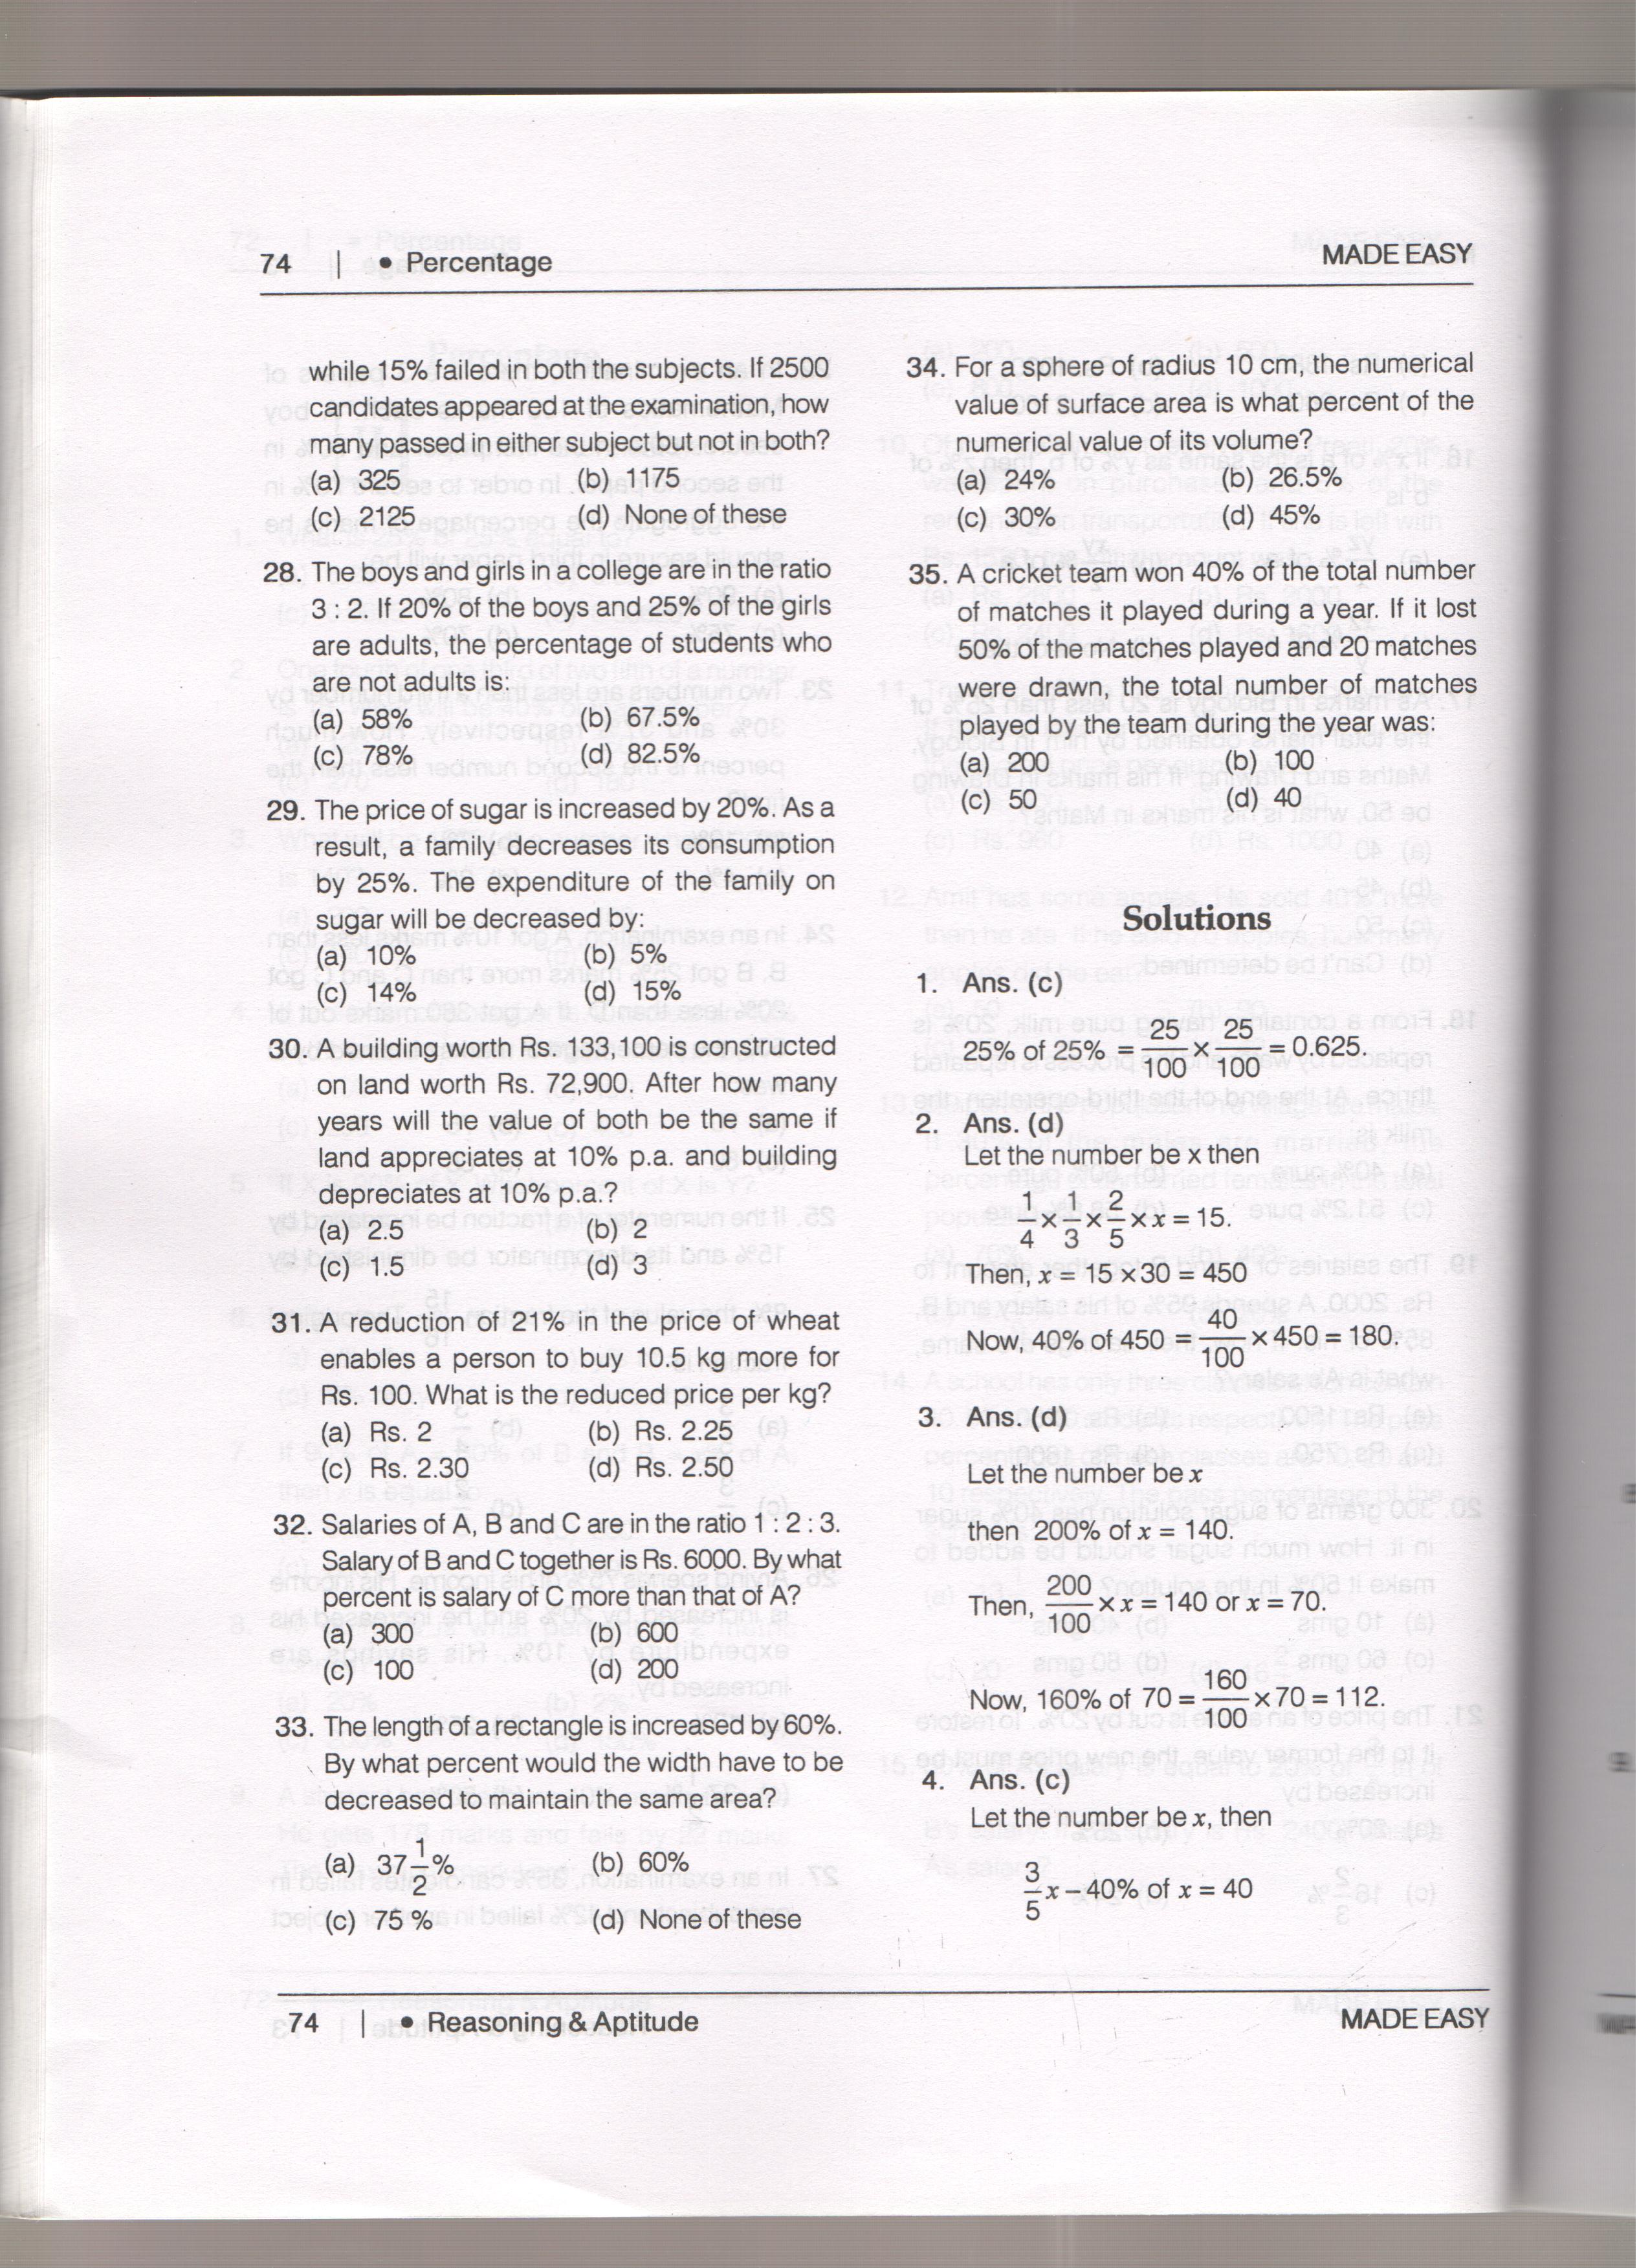 74 | • Percentage
MADE EASY
while 15% failed in both the subjects. If 2500
candidates appeared at the examination, how
many passed in either subject but not in both?
(a) 325 (b) 1175
(c) 2125 (d) None of these
28. The boys and girls in a college are in the ratio
3 : 2. If 20% of the boys and 25% of the girls
are adults, the percentage of students who
are not adults is:
(a) 58% (b) 67.5%
(c) 78% (d) 82.5%
29. The price of sugar is increased by 20%. As a
result, a family decreases its consumption
by 25%. The expenditure of the family on
sugar will be decreased by:
(a) 10% (b) 5%
(c) 14% (d) 15%
30. A building worth Rs. 133,100 is constructed
on land worth Rs. 72,900. After how many
years will the value of both be the same if
land appreciates at 10% p.a. and building
depreciates at 10% p.a.?
(a) 2.5 (b) 2
(c) 1.5 (d) 3
31. A reduction of 21% in the price of wheat
enables a person to buy 10.5 kg more for
Rs. 100. What is the reduced price per kg?
(a) Rs. 2 (b) Rs. 2.25
(c) Rs. 2.30 (d) Rs. 2.50
32. Salaries of A, B and C are in the ratio 1 : 2 : 3.
Salary of B and C together is Rs. 6000. By what
percent is salary of C more than that of A?
(a) 300 (b) 600
(c) 100 (d) 200
33. The length of a rectangle is increased by 60%.
By what percent would the width have to be
decreased to maintain the same area?
(a) 37 1/2 % (b) 60%
(c) 75 % (d) None of these
34. For a sphere of radius 10 cm, the numerical
value of surface area is what percent of the
numerical value of its volume?
(a) 24% (b) 26.5%
(c) 30% (d) 45%
35. A cricket team won 40% of the total number
of matches it played during a year. If it lost
50% of the matches played and 20 matches
were drawn, the total number of matches
played by the team during the year was:
(a) 200 (b) 100
(c) 50 (d) 40
Solutions
1. Ans. (c)
25% of 25% = 25/100 × 25/100 = 0.625.
2. Ans. (d)
Let the number be x then
1/4 × 1/3 × 2/5 × x = 15.
Then, x = 15 × 30 = 450
Now, 40% of 450 = 40/100 × 450 = 180.
3. Ans. (d)
Let the number be x
then 200% of x = 140.
Then, 200/100 × x = 140 or x = 70.
Now, 160% of 70 = 160/100 × 70 = 112.
4. Ans. (c)
Let the number be x, then
3/5 x – 40% of x = 40
74 | • Reasoning & Aptitude
MADE EASY